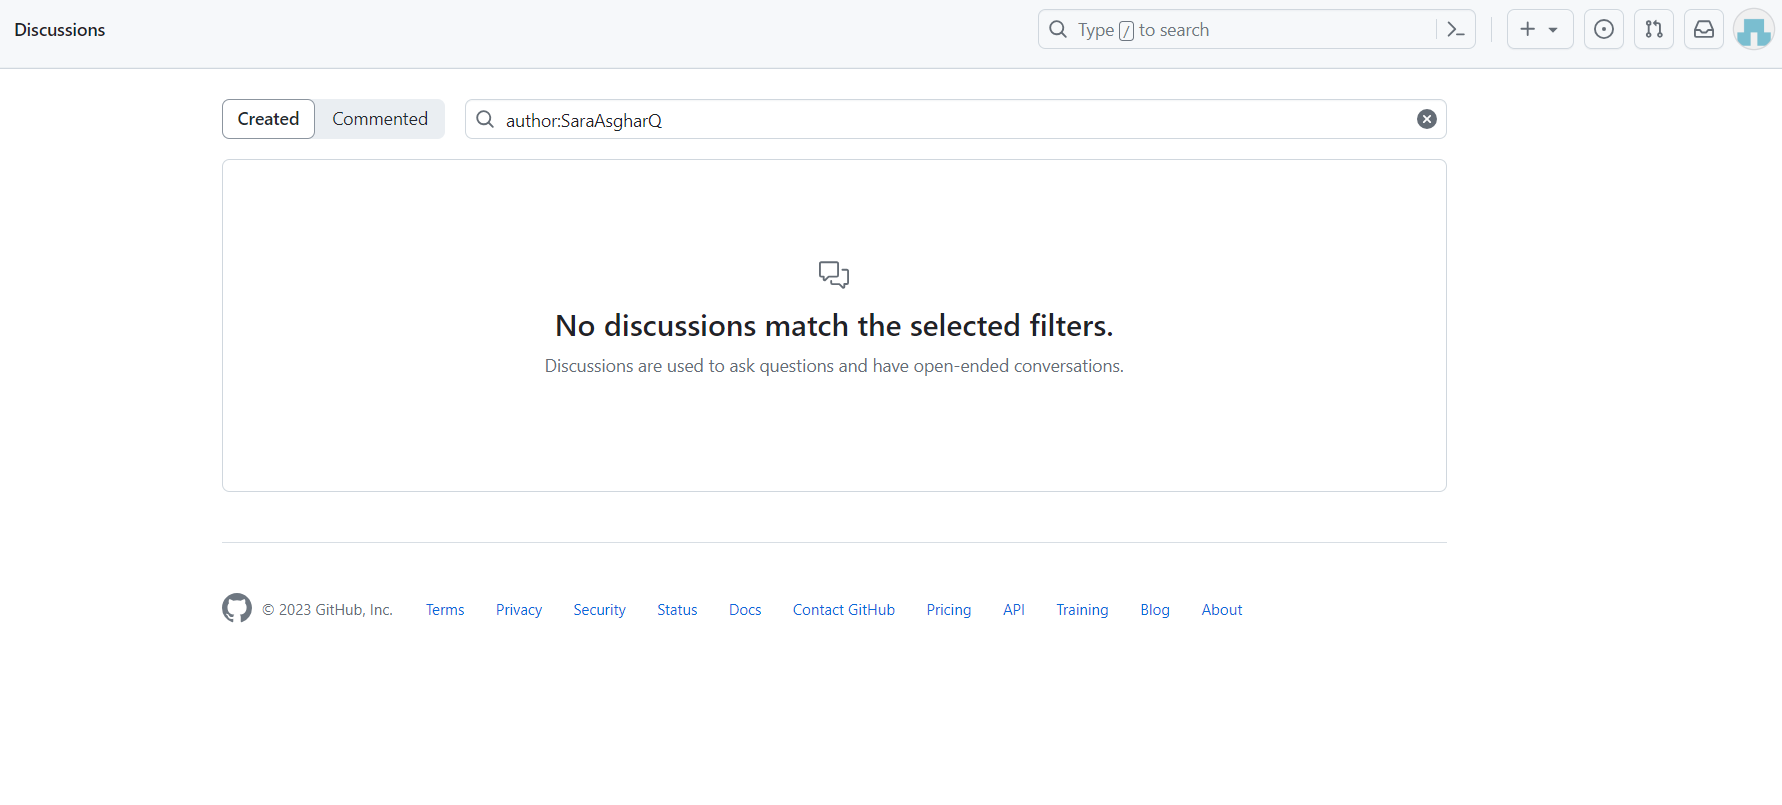 Discussions
Type / to search
Created
Commented
author:SaraAsgharQ
No discussions match the selected filters.
Discussions are used to ask questions and have open-ended conversations.
© 2023 GitHub, Inc. Terms Privacy Security Status Docs Contact GitHub Pricing API Training Blog About